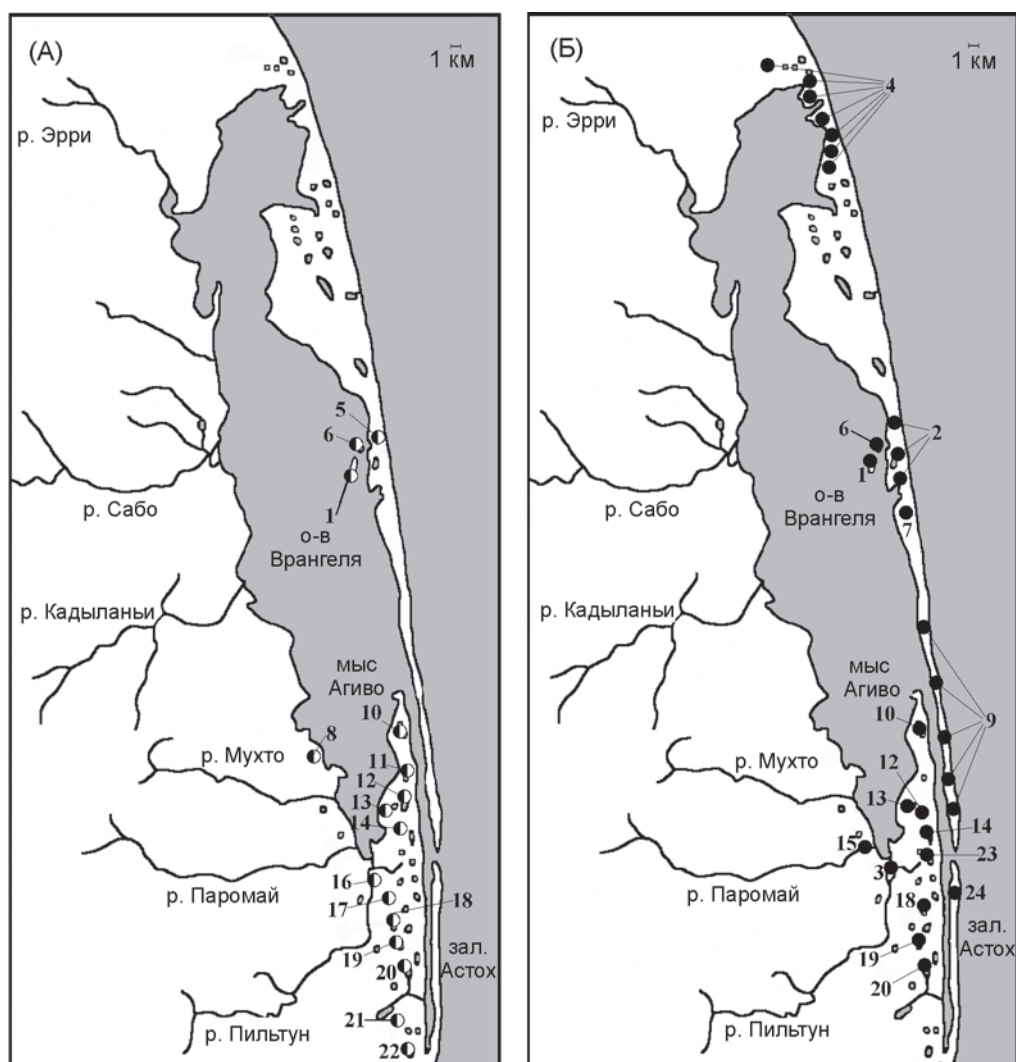 (А)
1 км
р. Эрри
5
6
1
р. Сабо
о-в
Врангеля
р. Кадыланьи
мыс
Агиво
10
8
р. Мухто
11
12
13
14
16
р. Паромай
17
18
зал.
Астох
19
20
21
р. Пильтун
22
(Б)
1 км
4
р. Эрри
6
2
1
р. Сабо
о-в
Врангеля
7
р. Кадыланьи
мыс
Агиво
10
9
р. Мухто
12
13
14
15
23
3
р. Паромай
24
18
зал.
Астох
19
20
р. Пильтун